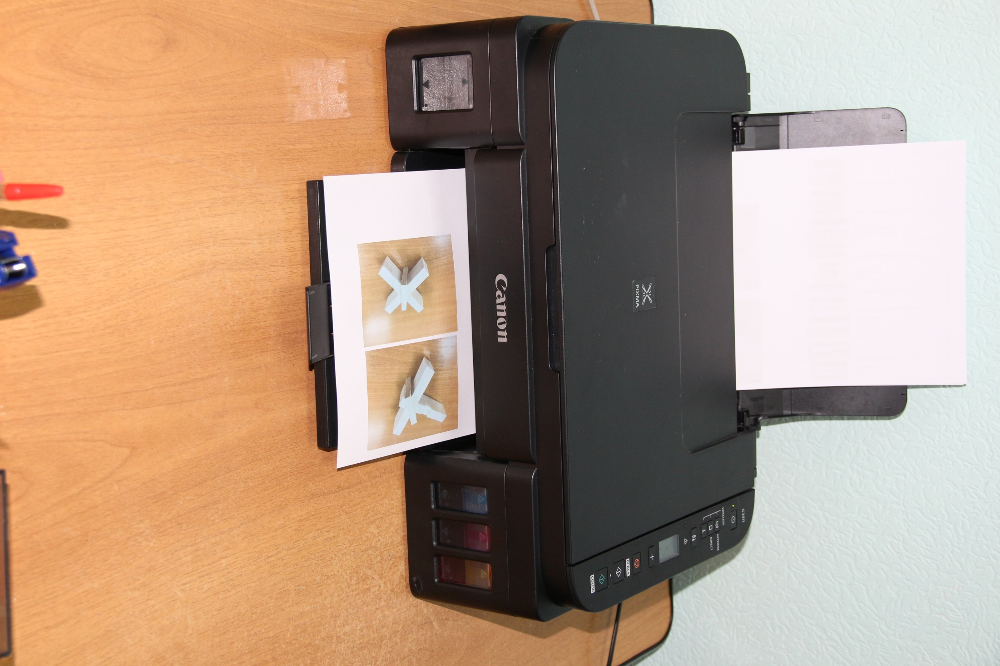 Canon
PIXMA
G3411
WIRELESS
NETWORK
DIRECT
BLACK
COLOR